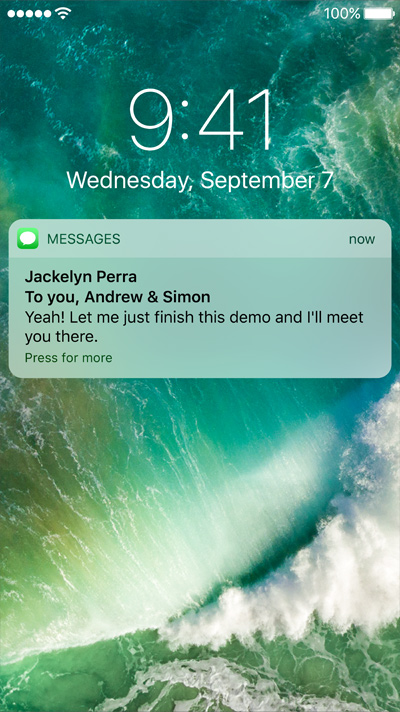 100%
9:41
Wednesday, September 7
MESSAGES now
Jackelyn Perra
To you, Andrew & Simon
Yeah! Let me just finish this demo and I'll meet
you there.
Press for more